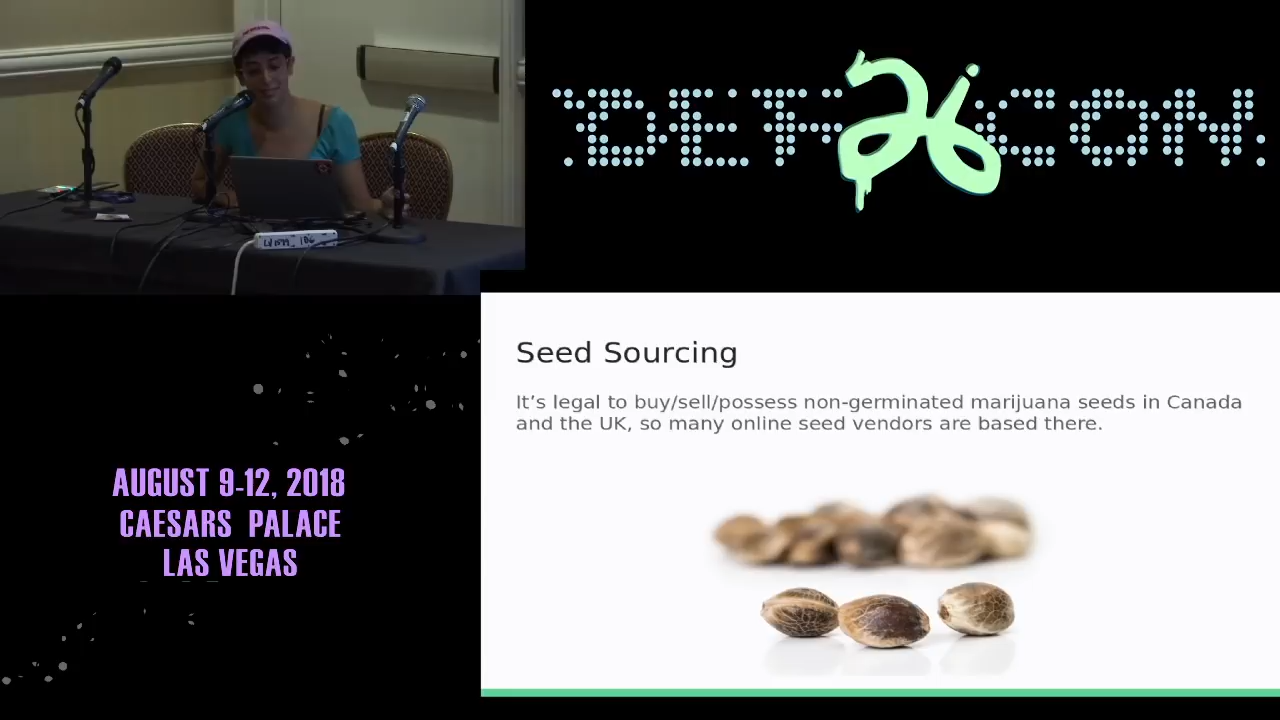 DEF 26 CON
AUGUST 9-12, 2018
CAESARS PALACE
LAS VEGAS
Seed Sourcing
It’s legal to buy/sell/possess non-germinated marijuana seeds in Canada
and the UK, so many online seed vendors are based there.